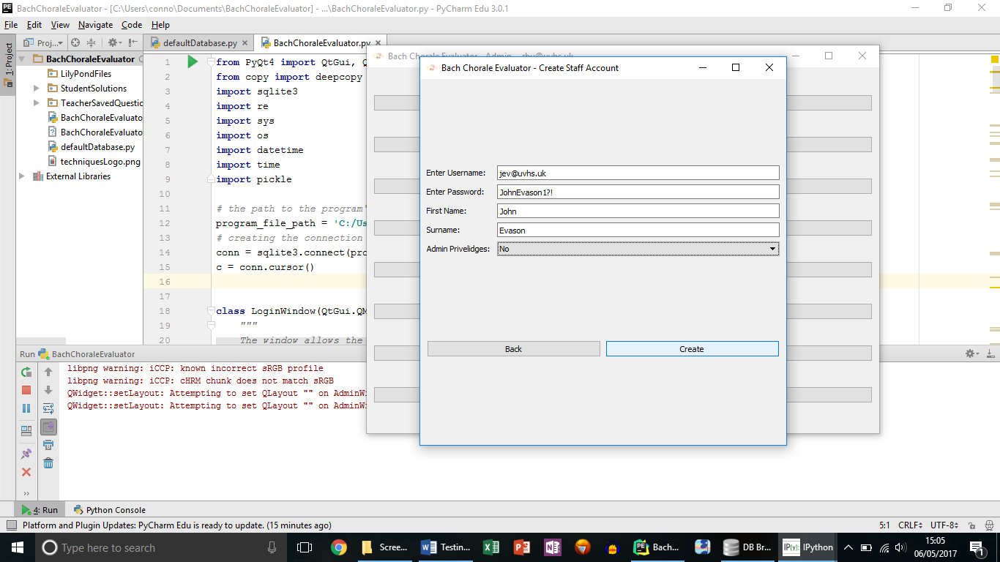 BachChoraleEvaluator - [C:\Users\conno\Documents\BachChoraleEvaluator] - ...\BachChoraleEvaluator.py - PyCharm Edu 3.0.1
File Edit View Navigate Code Help
Proj...
defaultDatabase.py
BachChoraleEvaluator.py
1: Project
BachChoraleEvaluator
LilyPondFiles
StudentSolutions
TeacherSavedQuestio
BachChoraleEvaluato
BachChoraleEvaluato
defaultDatabase.py
techniquesLogo.png
External Libraries
1 from PyQt4 import QtGui, Q
2 from copy import deepcopy
3 import sqlite3
4 import re
5 import sys
6 import os
7 import datetime
8 import time
9 import pickle
10
11 # the path to the program'
12 program_file_path = 'C:/Us
13 # creating the connection
14 conn = sqlite3.connect(pro
15 c = conn.cursor()
16
17
18 class LoginWindow(QtGui.QM
19 """
20 The window allows the
Bach Chorale Evaluator - Admin - rhu@uvhs.uk
Bach Chorale Evaluator - Create Staff Account
Enter Username: jev@uvhs.uk
Enter Password: JohnEvason1?!
First Name: John
Surname: Evason
Admin Privelidges: No
Back Create
Run BachChoraleEvaluator
libpng warning: iCCP: known incorrect sRGB profile
libpng warning: iCCP: cHRM chunk does not match sRGB
QWidget::setLayout: Attempting to set QLayout "" on AdminWi
QWidget::setLayout: Attempting to set QLayout "" on AdminWi
4: Run Python Console
Platform and Plugin Updates: PyCharm Edu is ready to update. (15 minutes ago)
5:1 CRLF UTF-8
Type here to search
Scree...
Testin...
Bach...
DB Br...
IP[y]: IPython
15:05
06/05/2017
1